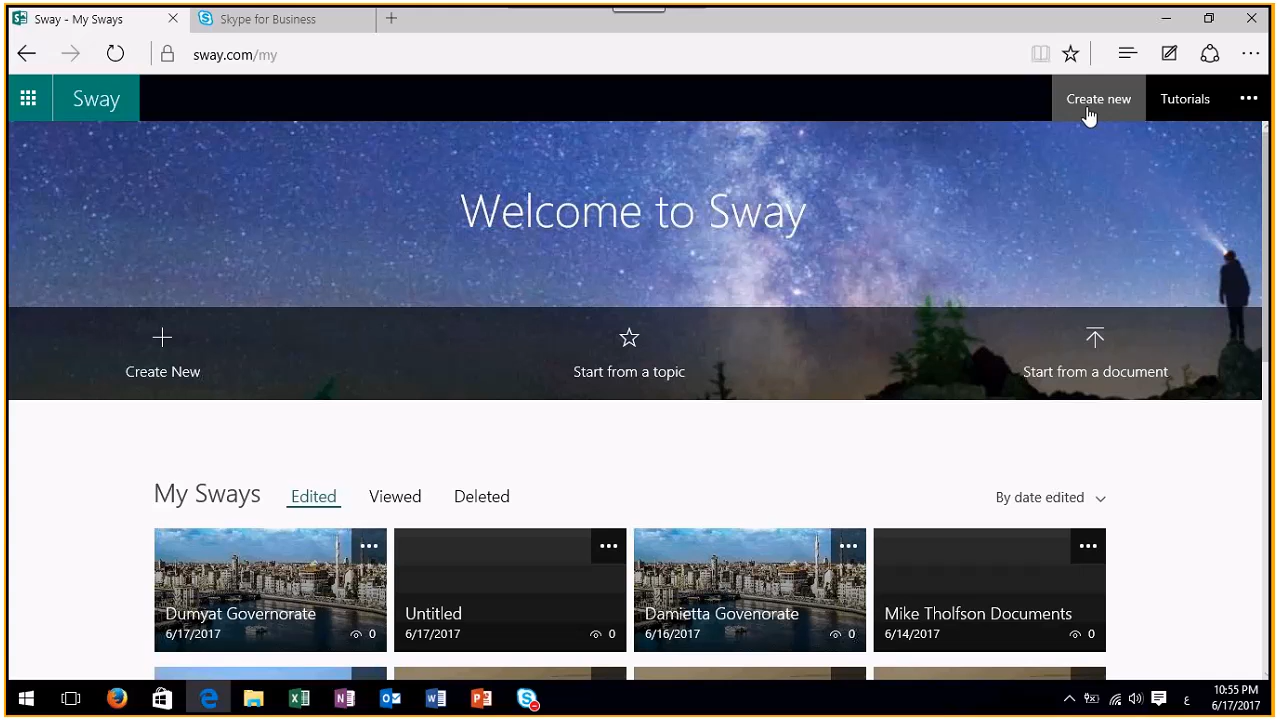 Sway - My Sways
Skype for Business
sway.com/my
Sway
Create new
Tutorials
Welcome to Sway
Create New
Start from a topic
Start from a document
My Sways
Edited
Viewed
Deleted
By date edited
Dumyat Governorate
6/17/2017
0
Untitled
6/17/2017
0
Damietta Govenorate
6/16/2017
0
Mike Tholfson Documents
6/14/2017
0
ع
10:55 PM
6/17/2017